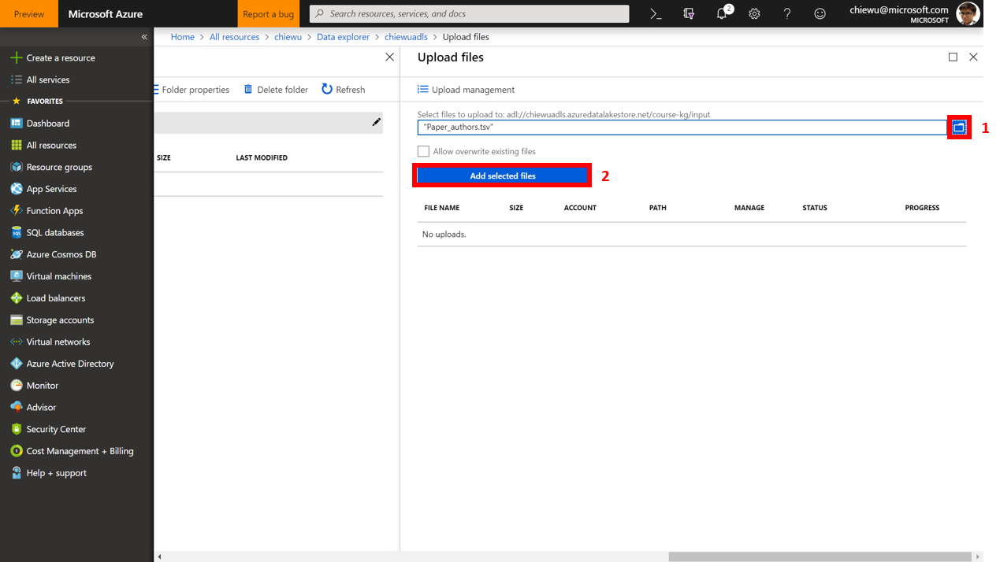 Preview
Microsoft Azure
Report a bug
Search resources, services, and docs
2
chiewu@microsoft.com
MICROSOFT
«
Home > All resources > chiewu > Data explorer > chiewuadls > Upload files
Create a resource
All services
FAVORITES
Dashboard
All resources
Resource groups
App Services
Function Apps
SQL databases
Azure Cosmos DB
Virtual machines
Load balancers
Storage accounts
Virtual networks
Azure Active Directory
Monitor
Advisor
Security Center
Cost Management + Billing
Help + support
Folder properties
Delete folder
Refresh
SIZE LAST MODIFIED
Upload files
Upload management
Select files to upload to: adl://chiewuadls.azuredatalakestore.net/course-kg/input
"Paper_authors.tsv"
1
Allow overwrite existing files
Add selected files
2
FILE NAME SIZE ACCOUNT PATH MANAGE STATUS PROGRESS
No uploads.